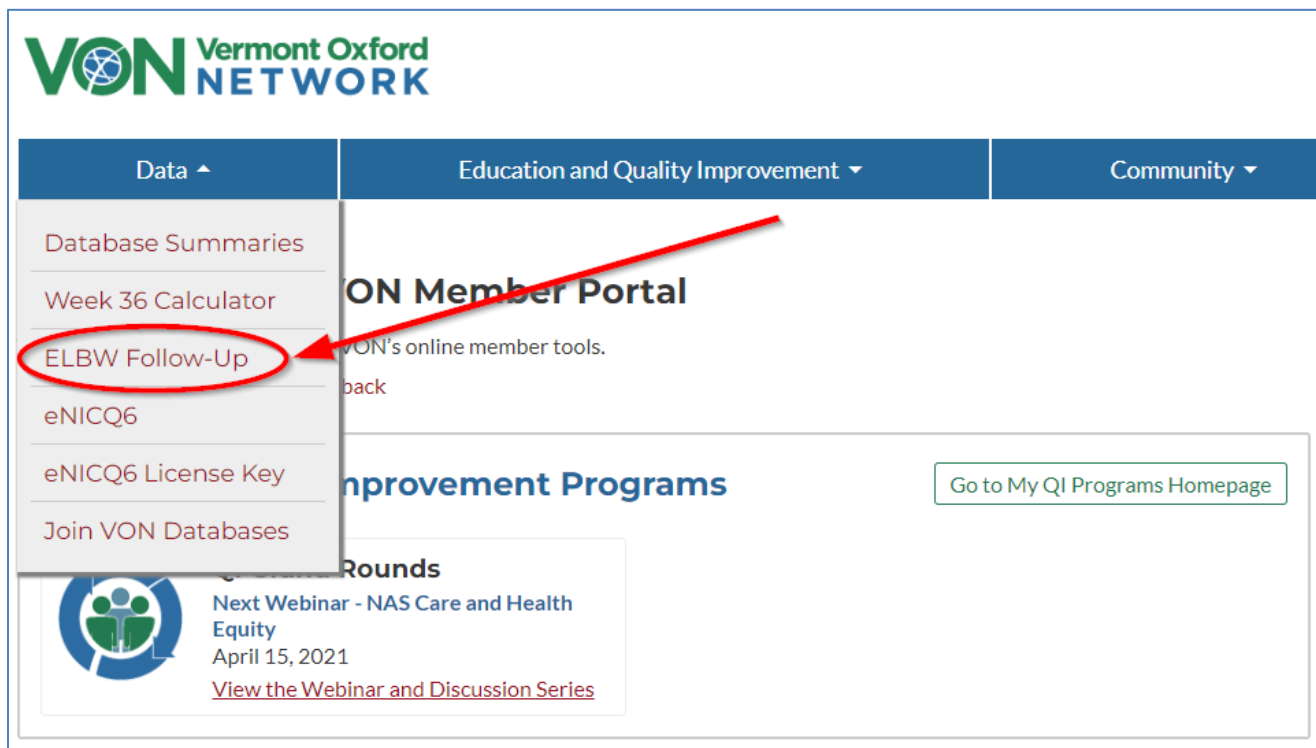 VON Vermont Oxford
NETWORK
Data
Education and Quality Improvement
Community
Database Summaries
Week 36 Calculator
ELBW Follow-Up
eNICQ6
eNICQ6 License Key
Join VON Databases
VON Member Portal
VON's online member tools.
back
Improvement Programs
Go to My QI Programs Homepage
Rounds
Next Webinar - NAS Care and Health
Equity
April 15, 2021
View the Webinar and Discussion Series